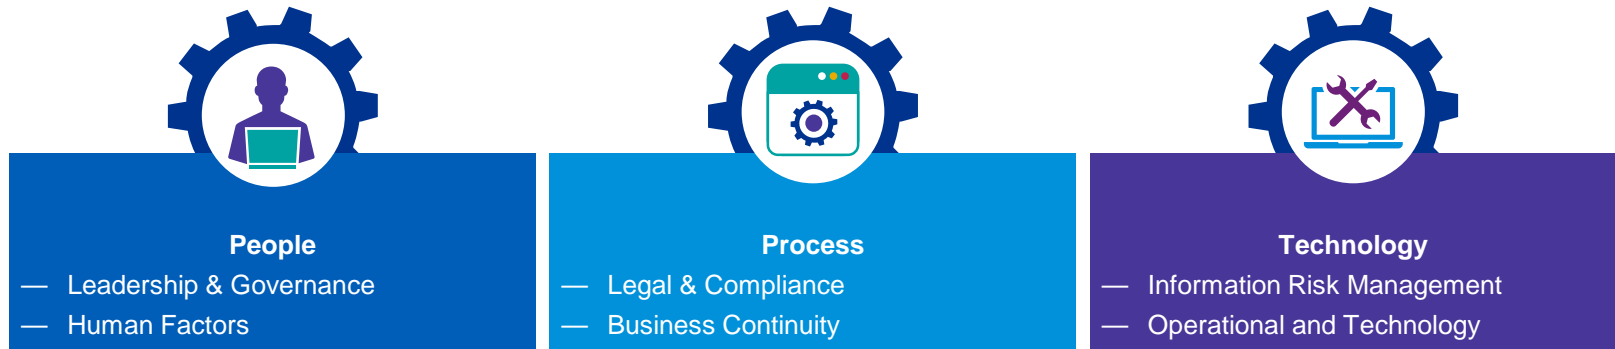 People
— Leadership & Governance
— Human Factors
Process
— Legal & Compliance
— Business Continuity
Technology
— Information Risk Management
— Operational and Technology